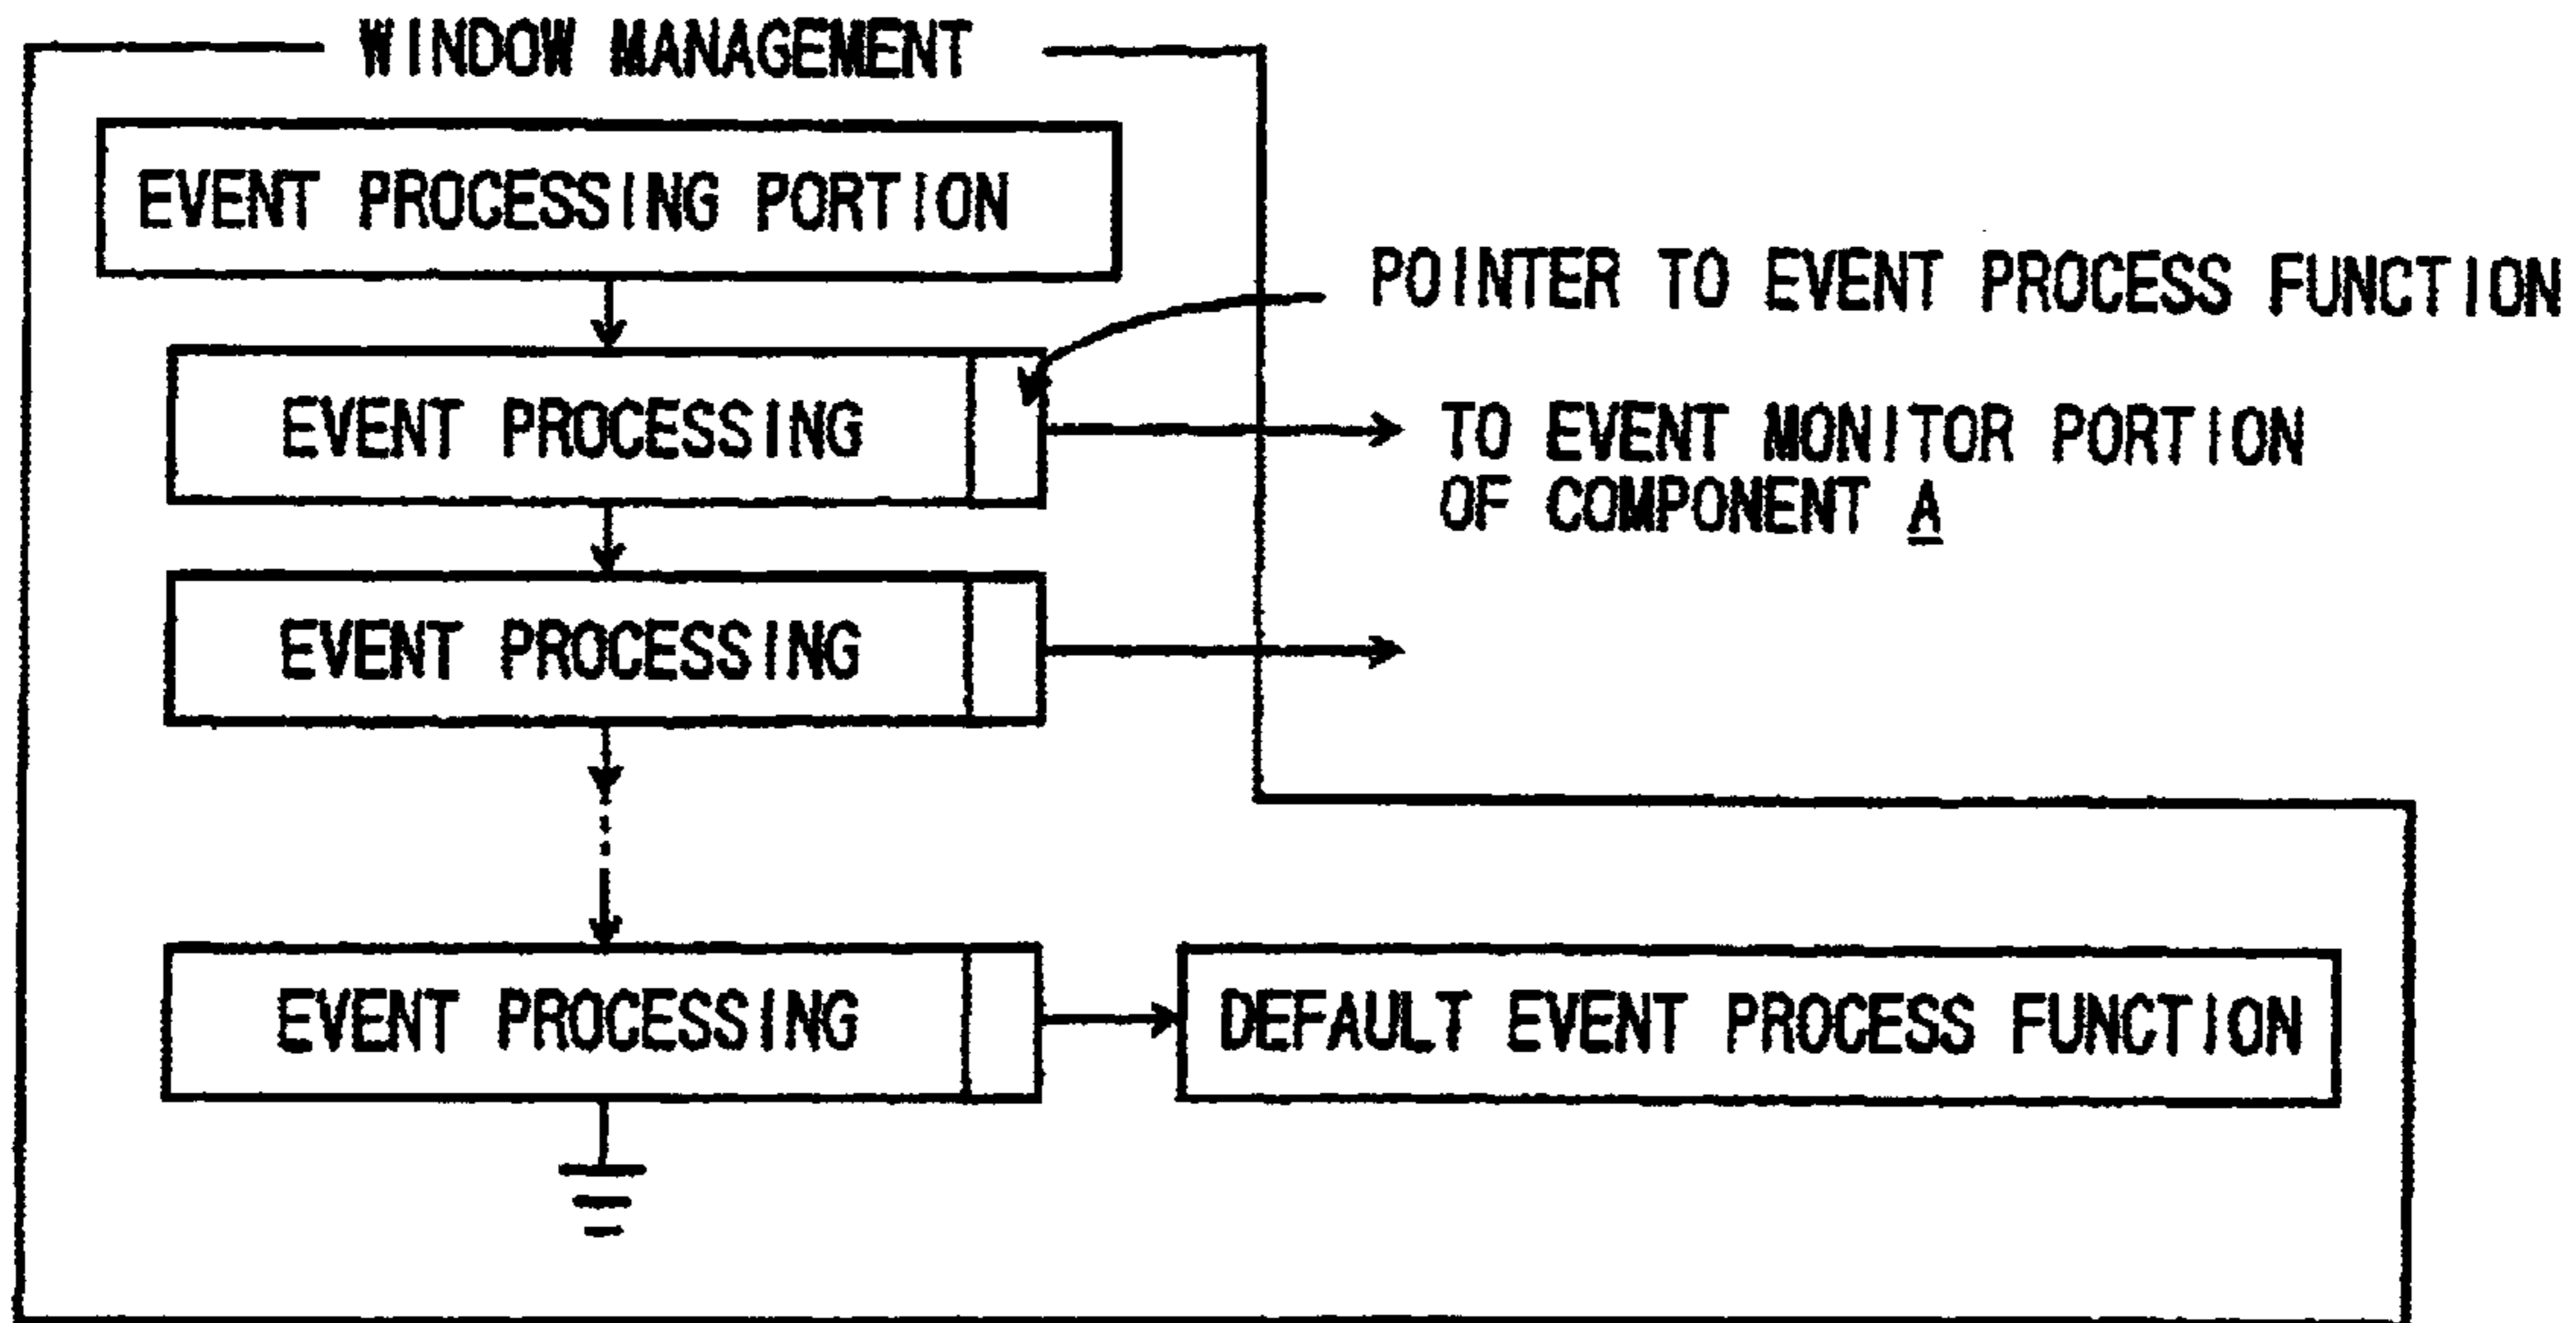 WINDOW MANAGEMENT
EVENT PROCESSING PORTION
POINTER TO EVENT PROCESS FUNCTION
EVENT PROCESSING
TO EVENT MONITOR PORTION
OF COMPONENT A
EVENT PROCESSING
EVENT PROCESSING
DEFAULT EVENT PROCESS FUNCTION